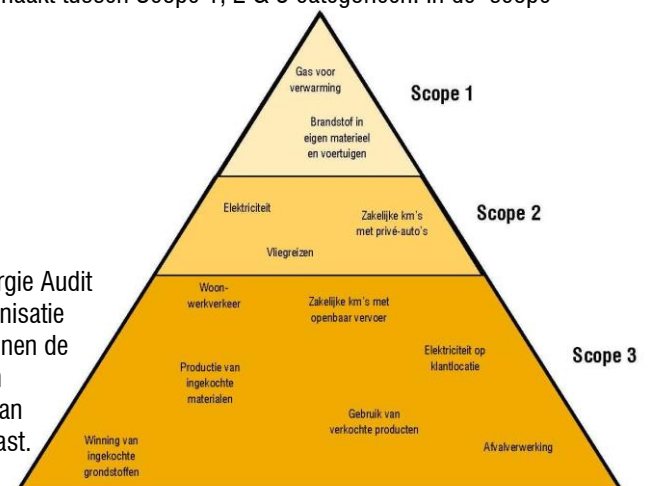 maakt tussen Scope 1, 2 & 3 categorieën. In de scope
Gas voor
verwarming
Scope 1
Brandstof in
eigen materieel
en voertuigen
Elektriciteit
Zakelijke km's
met privé-auto's
Scope 2
Vliegreizen
rgie Audit
nisatie
nen de
an
ast.
Woon-
werkverkeer
Zakelijke km's met
openbaar vervoer
Elektriciteit op
klantlocatie
Scope 3
Productie van
ingekochte
materialen
Gebruik van
verkochte producten
Winning van
ingekochte
grondstoffen
Afvalverwerking